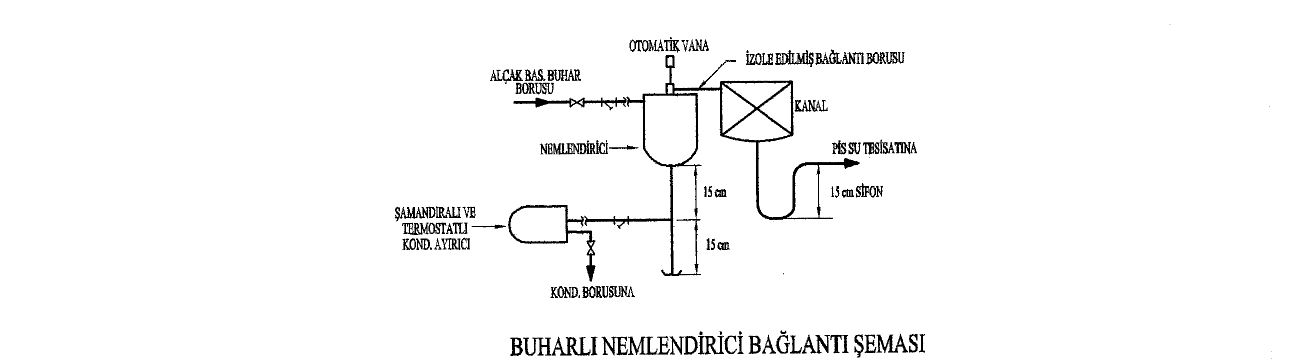 OTOMATİK VANA
İZOLE EDİLMİŞ BAĞLANTI BORUSU
ALÇAK BAS. BUHAR
BORUSU
KANAL
NEMLENDİRİCİ
PİS SU TESİSATINA
15 cm
15 cm SİFON
ŞAMANDIRALI VE
TERMOSTATLI
KOND. AYIRICI
15 cm
KOND. BORUSUNA
BUHARLI NEMLENDİRİCİ BAĞLANTI ŞEMASI